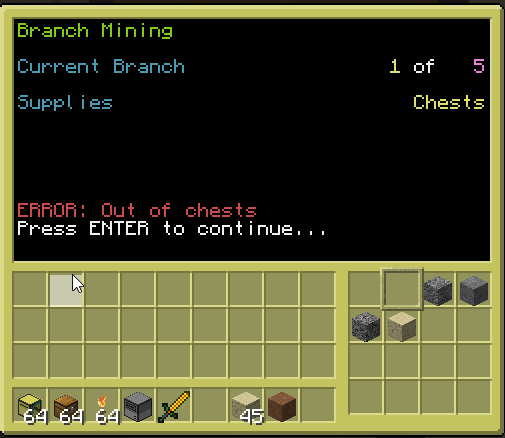 Branch Mining
Current Branch 1 of 5
Supplies Chests
ERROR: Out of chests
Press ENTER to continue...
64 64 64 45